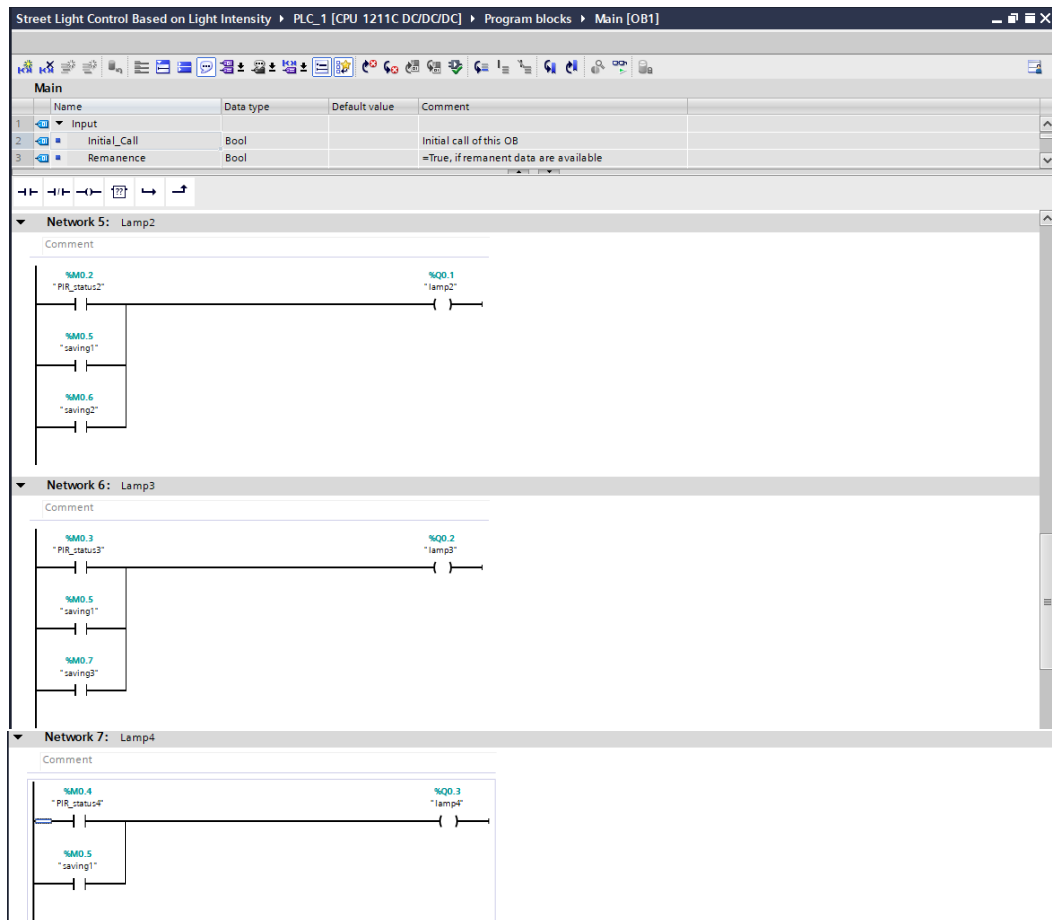 Street Light Control Based on Light Intensity ▸ PLC_1 [CPU 1211C DC/DC/DC] ▸ Program blocks ▸ Main [OB1]
Main
Name Data type Default value Comment
1 Input
2 Initial_Call Bool Initial call of this OB
3 Remanence Bool =True, if remanent data are available
??
Network 5: Lamp2
Comment
%M0.2 %Q0.1
"PIR_status2" "lamp2"
%M0.5
"saving1"
%M0.6
"saving2"
Network 6: Lamp3
Comment
%M0.3 %Q0.2
"PIR_status3" "lamp3"
%M0.5
"saving1"
%M0.7
"saving3"
Network 7: Lamp4
Comment
%M0.4 %Q0.3
"PIR_status4" "lamp4"
%M0.5
"saving1"